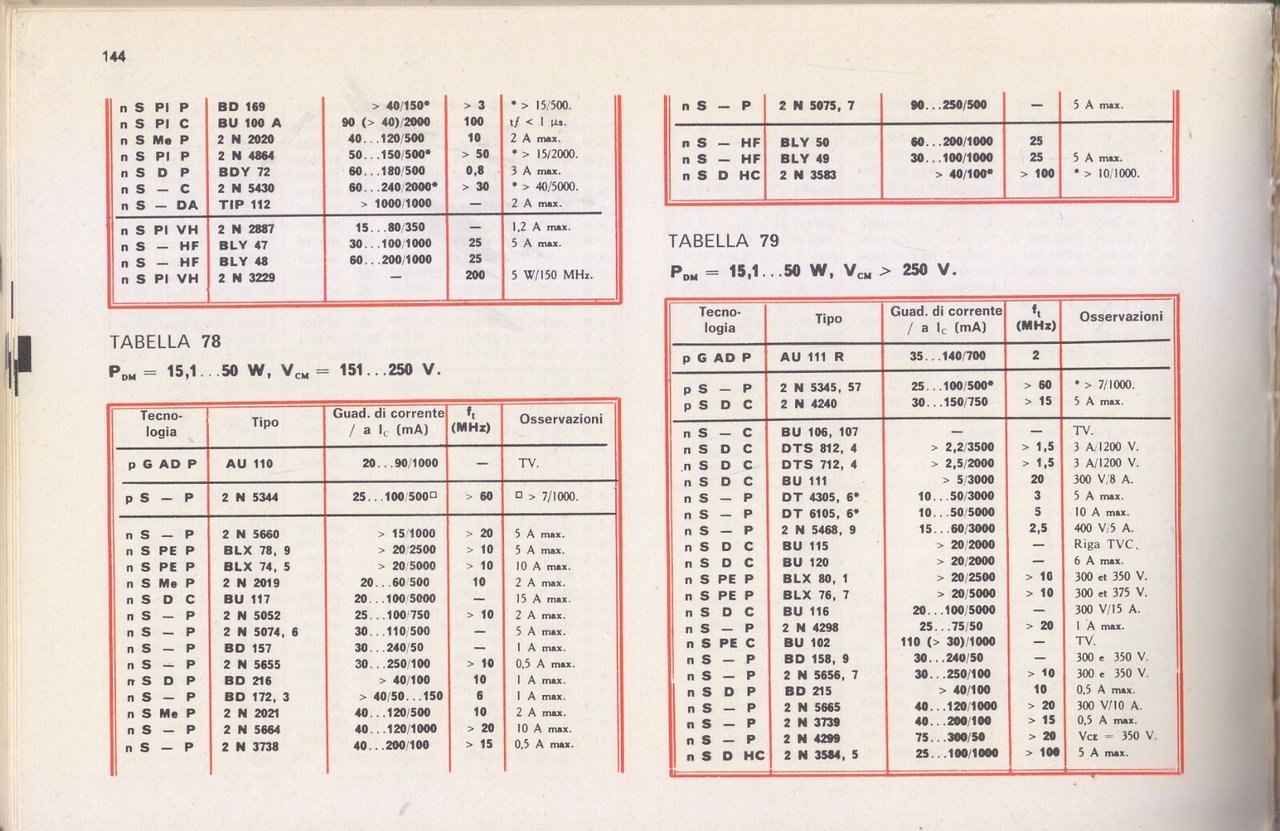 144
n S PI P BD 169 > 40/150* > 3 * > 15/500.
n S PI C BU 100 A 90 (> 40)/2000 100 tf < 1 μs.
n S Me P 2 N 2020 40...120/500 10 2 A max.
n S PI P 2 N 4864 50...150/500* > 50 * > 15/2000.
n S D P BDY 72 60...180/500 0,8 3 A max.
n S — C 2 N 5430 60...240/2000* > 30 * > 40/5000.
n S — DA TIP 112 > 1000/1000 — 2 A max.
n S PI VH 2 N 2887 15...80/350 — 1,2 A max.
n S — HF BLY 47 30...100/1000 25 5 A max.
n S — HF BLY 48 60...200/1000 25
n S PI VH 2 N 3229 — 200 5 W/150 MHz.
TABELLA 78
PDM = 15,1...50 W, VCM = 151...250 V.
Tecno-logia Tipo Guad. di corrente / a IC (mA) ft (MHz) Osservazioni
p G AD P AU 110 20...90/1000 — TV.
p S — P 2 N 5344 25...100/500□ > 60 □ > 7/1000.
n S — P 2 N 5660 > 15/1000 > 20 5 A max.
n S PE P BLX 78, 9 > 20/2500 > 10 5 A max.
n S PE P BLX 74, 5 > 20/5000 > 10 10 A max.
n S Me P 2 N 2019 20...60/500 10 2 A max.
n S D C BU 117 20...100/5000 — 15 A max.
n S — P 2 N 5052 25...100/750 > 10 2 A max.
n S — P 2 N 5074, 6 30...110/500 — 5 A max.
n S — P BD 157 30...240/50 — 1 A max.
n S — P 2 N 5655 30...250/100 > 10 0,5 A max.
n S D P BD 216 > 40/100 10 1 A max.
n S — P BD 172, 3 > 40/50...150 6 1 A max.
n S Me P 2 N 2021 40...120/500 10 2 A max.
n S — P 2 N 5664 40...120/1000 > 20 10 A max.
n S — P 2 N 3738 40...200/100 > 15 0,5 A max.
n S — P 2 N 5075, 7 90...250/500 — 5 A max.
n S — HF BLY 50 60...200/1000 25
n S — HF BLY 49 30...100/1000 25 5 A max.
n S D HC 2 N 3583 > 40/100* > 100 * > 10/1000.
TABELLA 79
PDM = 15,1...50 W, VCM > 250 V.
Tecno-logia Tipo Guad. di corrente / a IC (mA) ft (MHz) Osservazioni
p G AD P AU 111 R 35...140/700 2
p S — P 2 N 5345, 57 25...100/500* > 60 * > 7/1000.
p S D C 2 N 4240 30...150/750 > 15 5 A max.
n S — C BU 106, 107 — — TV.
n S D C DTS 812, 4 > 2,2/3500 > 1,5 3 A/1200 V.
n S D C DTS 712, 4 > 2,5/2000 > 1,5 3 A/1200 V.
n S D C BU 111 > 5/3000 20 300 V/8 A.
n S — P DT 4305, 6* 10...50/3000 3 5 A max.
n S — P DT 6105, 6* 10...50/5000 5 10 A max.
n S — P 2 N 5468, 9 15...60/3000 2,5 400 V/5 A.
n S D C BU 115 > 20/2000 — Riga TVC.
n S D C BU 120 > 20/2000 — 6 A max.
n S PE P BLX 80, 1 > 20/2500 > 10 300 et 350 V.
n S PE P BLX 76, 7 > 20/5000 > 10 300 et 375 V.
n S D C BU 116 20...100/5000 — 300 V/15 A.
n S — P 2 N 4298 25...75/50 > 20 1 A max.
n S PE C BU 102 110 (> 30)/1000 — TV.
n S — P BD 158, 9 30...240/50 — 300 e 350 V.
n S — P 2 N 5656, 7 30...250/100 > 10 300 e 350 V.
n S D P BD 215 > 40/100 10 0,5 A max.
n S — P 2 N 5665 40...120/1000 > 20 300 V/10 A.
n S — P 2 N 3739 40...200/100 > 15 0,5 A max.
n S — P 2 N 4299 75...300/50 > 20 VCE = 350 V.
n S D HC 2 N 3584, 5 25...100/1000 > 100 5 A max.